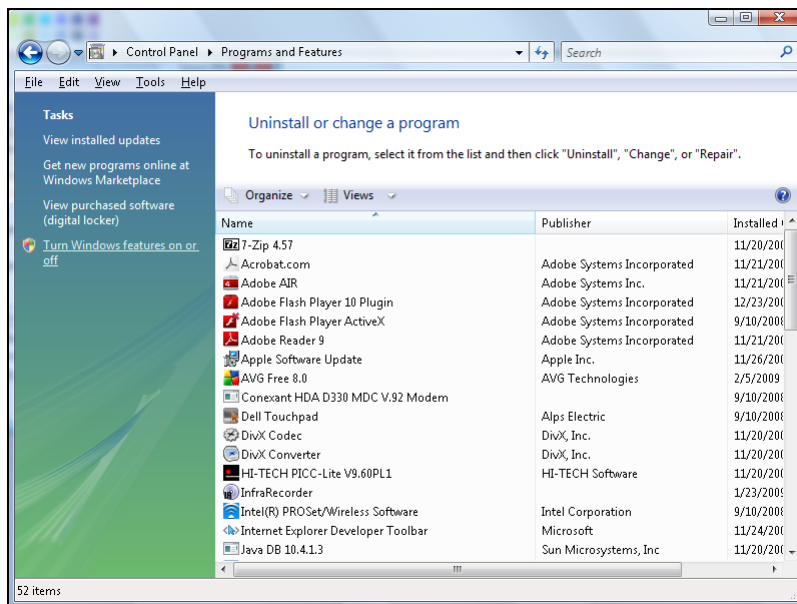 Control Panel Programs and Features Search
File Edit View Tools Help
Tasks
View installed updates
Get new programs online at
Windows Marketplace
View purchased software
(digital locker)
Turn Windows features on or
off
Uninstall or change a program
To uninstall a program, select it from the list and then click "Uninstall", "Change", or "Repair".
Organize Views
Name Publisher Installed
7-Zip 4.57 11/20/200
Acrobat.com Adobe Systems Incorporated 11/21/200
Adobe AIR Adobe Systems Inc. 11/21/200
Adobe Flash Player 10 Plugin Adobe Systems Incorporated 12/23/200
Adobe Flash Player ActiveX Adobe Systems Incorporated 9/10/2008
Adobe Reader 9 Adobe Systems Incorporated 11/21/200
Apple Software Update Apple Inc. 11/26/200
AVG Free 8.0 AVG Technologies 2/5/2009
Conexant HDA D330 MDC V.92 Modem 9/10/2008
Dell Touchpad Alps Electric 9/10/2008
DivX Codec DivX, Inc. 11/20/200
DivX Converter DivX, Inc. 11/20/200
HI-TECH PICC-Lite V9.60PL1 HI-TECH Software 11/20/200
InfraRecorder 1/23/2009
Intel(R) PROSet/Wireless Software Intel Corporation 9/10/2008
Internet Explorer Developer Toolbar Microsoft 11/24/200
Java DB 10.4.1.3 Sun Microsystems, Inc 11/20/200
52 items